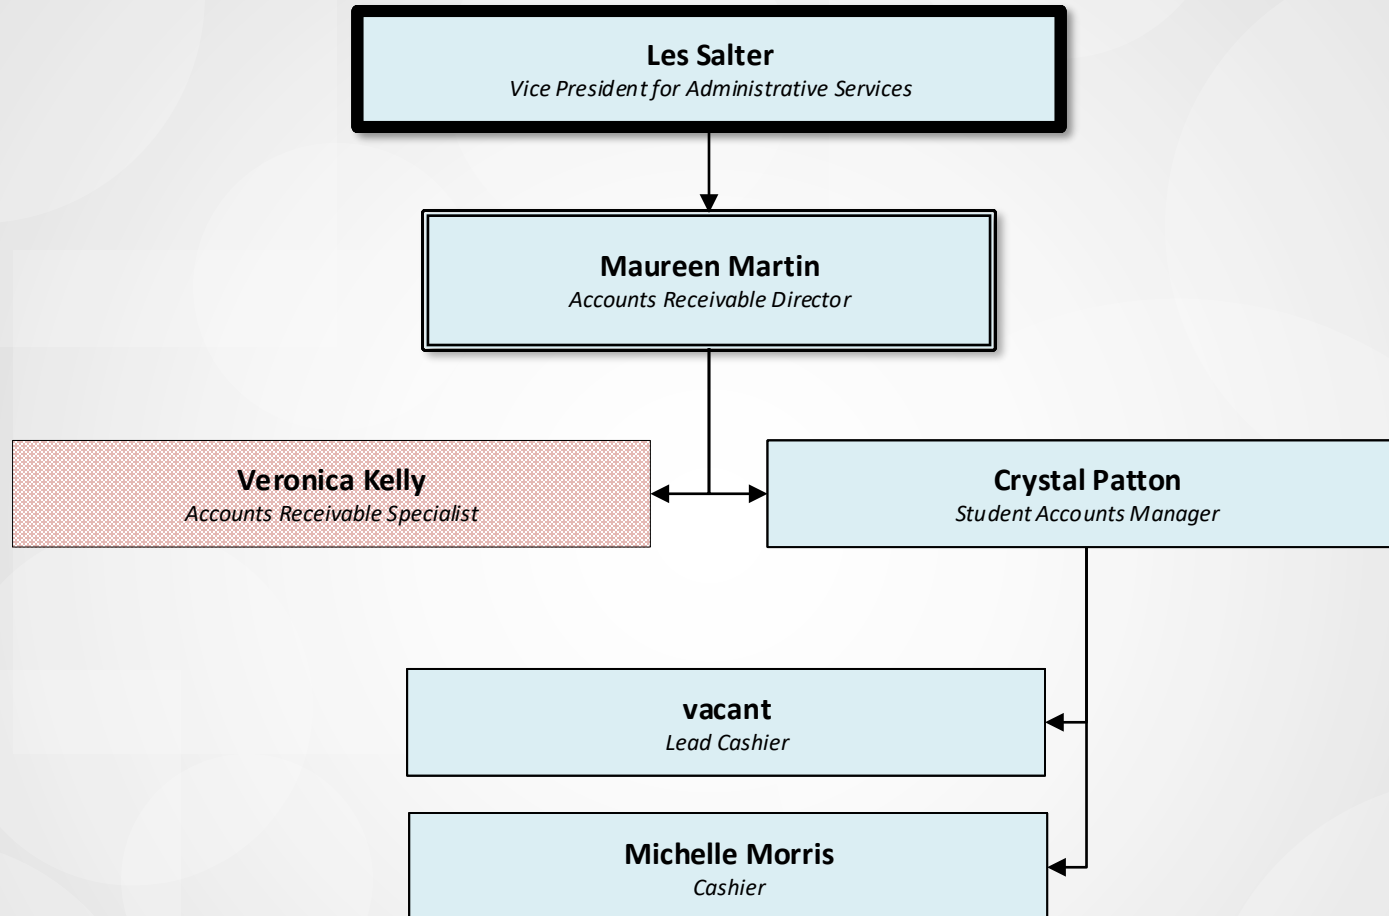 Les Salter
Vice President for Administrative Services
Maureen Martin
Accounts Receivable Director
Veronica Kelly
Accounts Receivable Specialist
Crystal Patton
Student Accounts Manager
vacant
Lead Cashier
Michelle Morris
Cashier